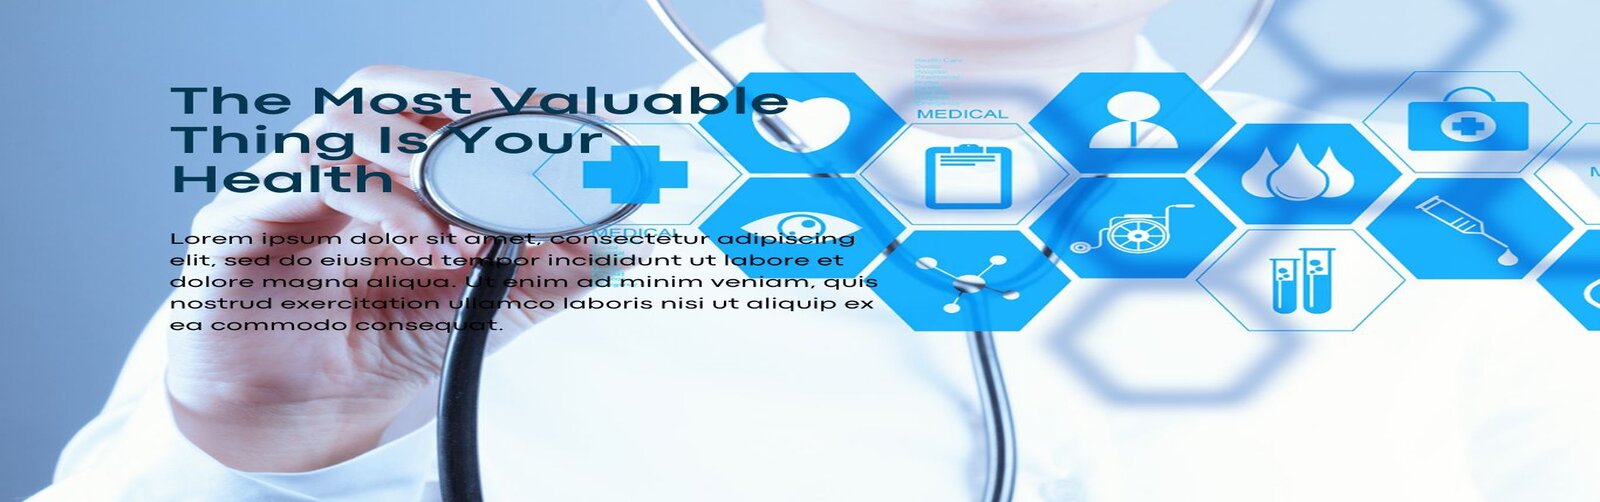 The Most Valuable
Thing Is Your
Health
Lorem ipsum dolor sit amet, consectetur adipiscing
elit, sed do eiusmod tempor incididunt ut labore et
dolore magna aliqua. Ut enim ad minim veniam, quis
nostrud exercitation ullamco laboris nisi ut aliquip ex
ea commodo consequat.
MEDICAL
Health Care
MEDICAL